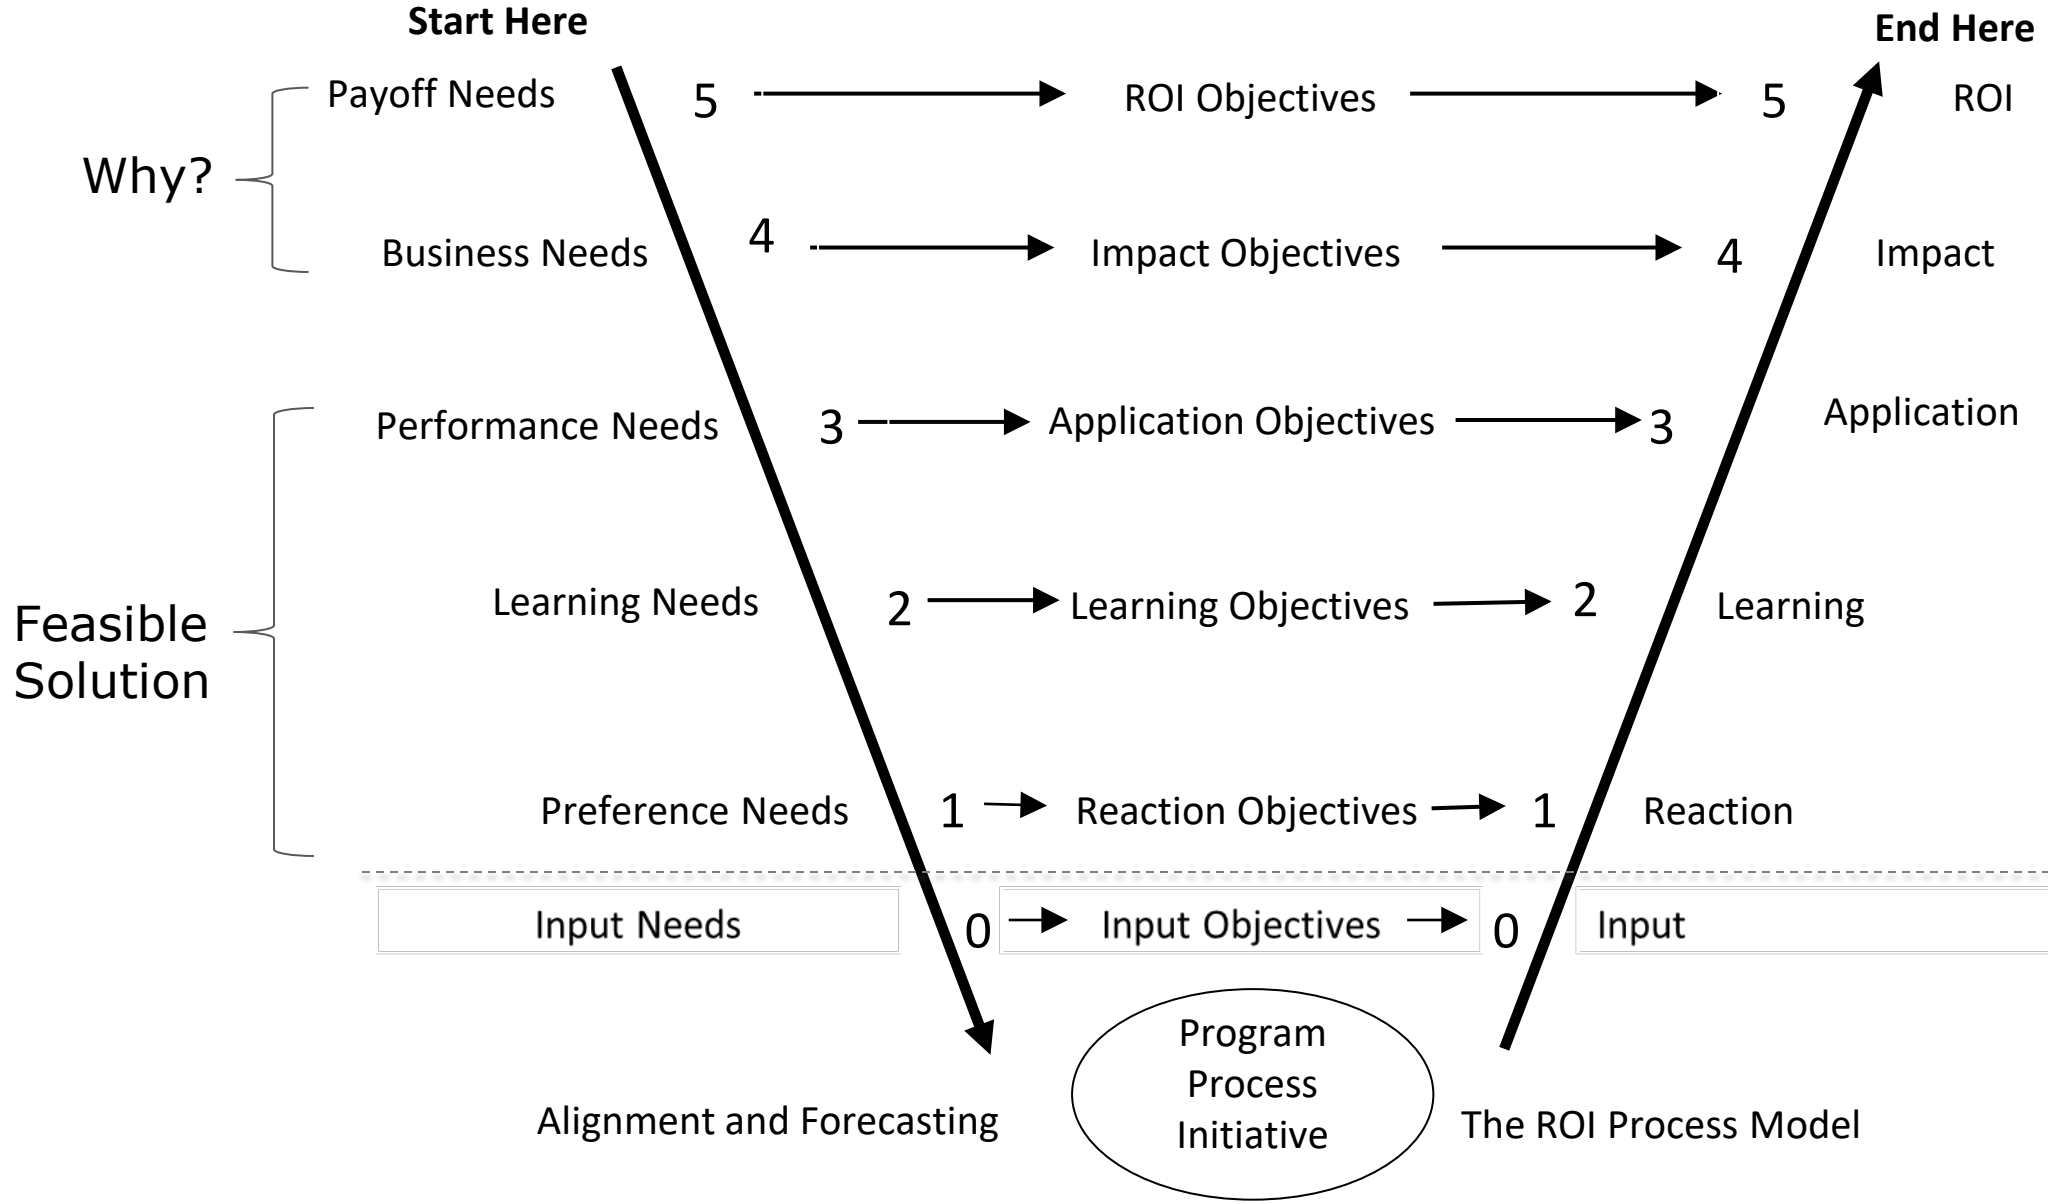 Start Here
End Here
Payoff Needs 5 ROI Objectives 5 ROI
Why?
Business Needs 4 Impact Objectives 4 Impact
Performance Needs 3 Application Objectives 3 Application
Feasible
Solution
Learning Needs 2 Learning Objectives 2 Learning
Preference Needs 1 Reaction Objectives 1 Reaction
Input Needs 0 Input Objectives 0 Input
Program
Process
Initiative
Alignment and Forecasting
The ROI Process Model